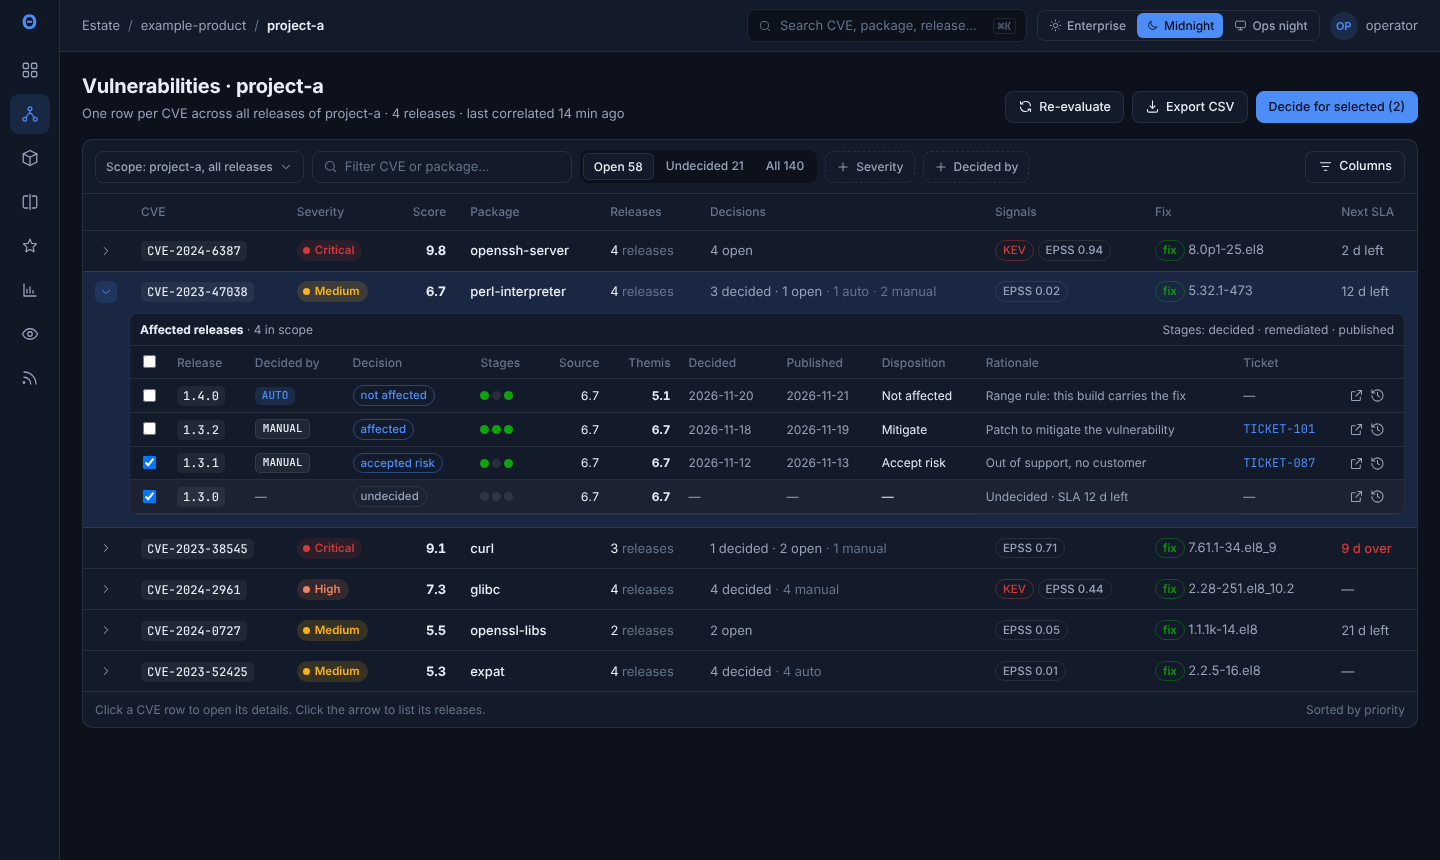 Θ Estate / example-product / project-a Search CVE, package, release... ⌘K Enterprise Midnight Ops night OP operator
Vulnerabilities · project-a
One row per CVE across all releases of project-a · 4 releases · last correlated 14 min ago
Re-evaluate Export CSV Decide for selected (2)
Scope: project-a, all releases Filter CVE or package... Open 58 Undecided 21 All 140 + Severity + Decided by Columns
CVE Severity Score Package Releases Decisions Signals Fix Next SLA
CVE-2024-6387 Critical 9.8 openssh-server 4 releases 4 open KEV EPSS 0.94 fix 8.0p1-25.el8 2 d left
CVE-2023-47038 Medium 6.7 perl-interpreter 4 releases 3 decided · 1 open · 1 auto · 2 manual EPSS 0.02 fix 5.32.1-473 12 d left
Affected releases · 4 in scope Stages: decided · remediated · published
Release Decided by Decision Stages Source Themis Decided Published Disposition Rationale Ticket
1.4.0 AUTO not affected 6.7 5.1 2026-11-20 2026-11-21 Not affected Range rule: this build carries the fix —
1.3.2 MANUAL affected 6.7 6.7 2026-11-18 2026-11-19 Mitigate Patch to mitigate the vulnerability TICKET-101
1.3.1 MANUAL accepted risk 6.7 6.7 2026-11-12 2026-11-13 Accept risk Out of support, no customer TICKET-087
1.3.0 — undecided 6.7 6.7 — — — Undecided · SLA 12 d left —
CVE-2023-38545 Critical 9.1 curl 3 releases 1 decided · 2 open · 1 manual EPSS 0.71 fix 7.61.1-34.el8_9 9 d over
CVE-2024-2961 High 7.3 glibc 4 releases 4 decided · 4 manual KEV EPSS 0.44 fix 2.28-251.el8_10.2 —
CVE-2024-0727 Medium 5.5 openssl-libs 2 releases 2 open EPSS 0.05 fix 1.1.1k-14.el8 21 d left
CVE-2023-52425 Medium 5.3 expat 4 releases 4 decided · 4 auto EPSS 0.01 fix 2.2.5-16.el8 —
Click a CVE row to open its details. Click the arrow to list its releases. Sorted by priority